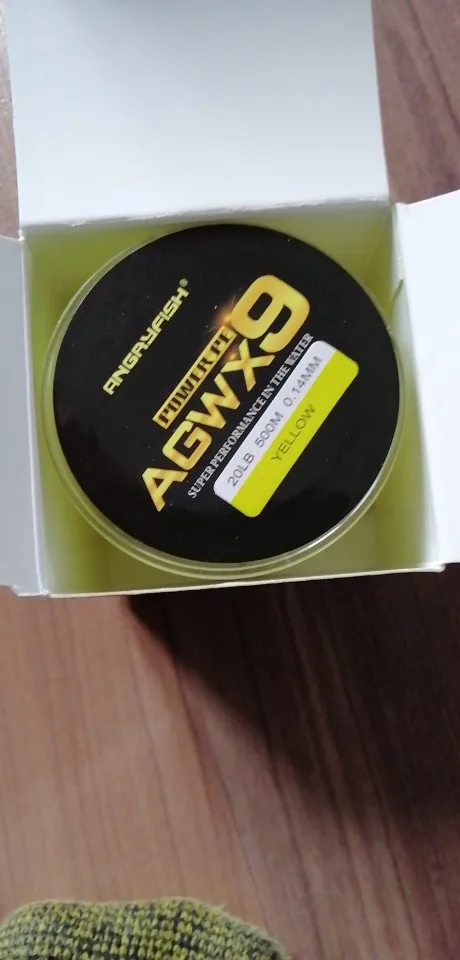 ANGRYFISH®
POWER PE
AGWX9
SUPER PERFORMANCE IN THE WATER
20LB 500M 0.14MM
YELLOW